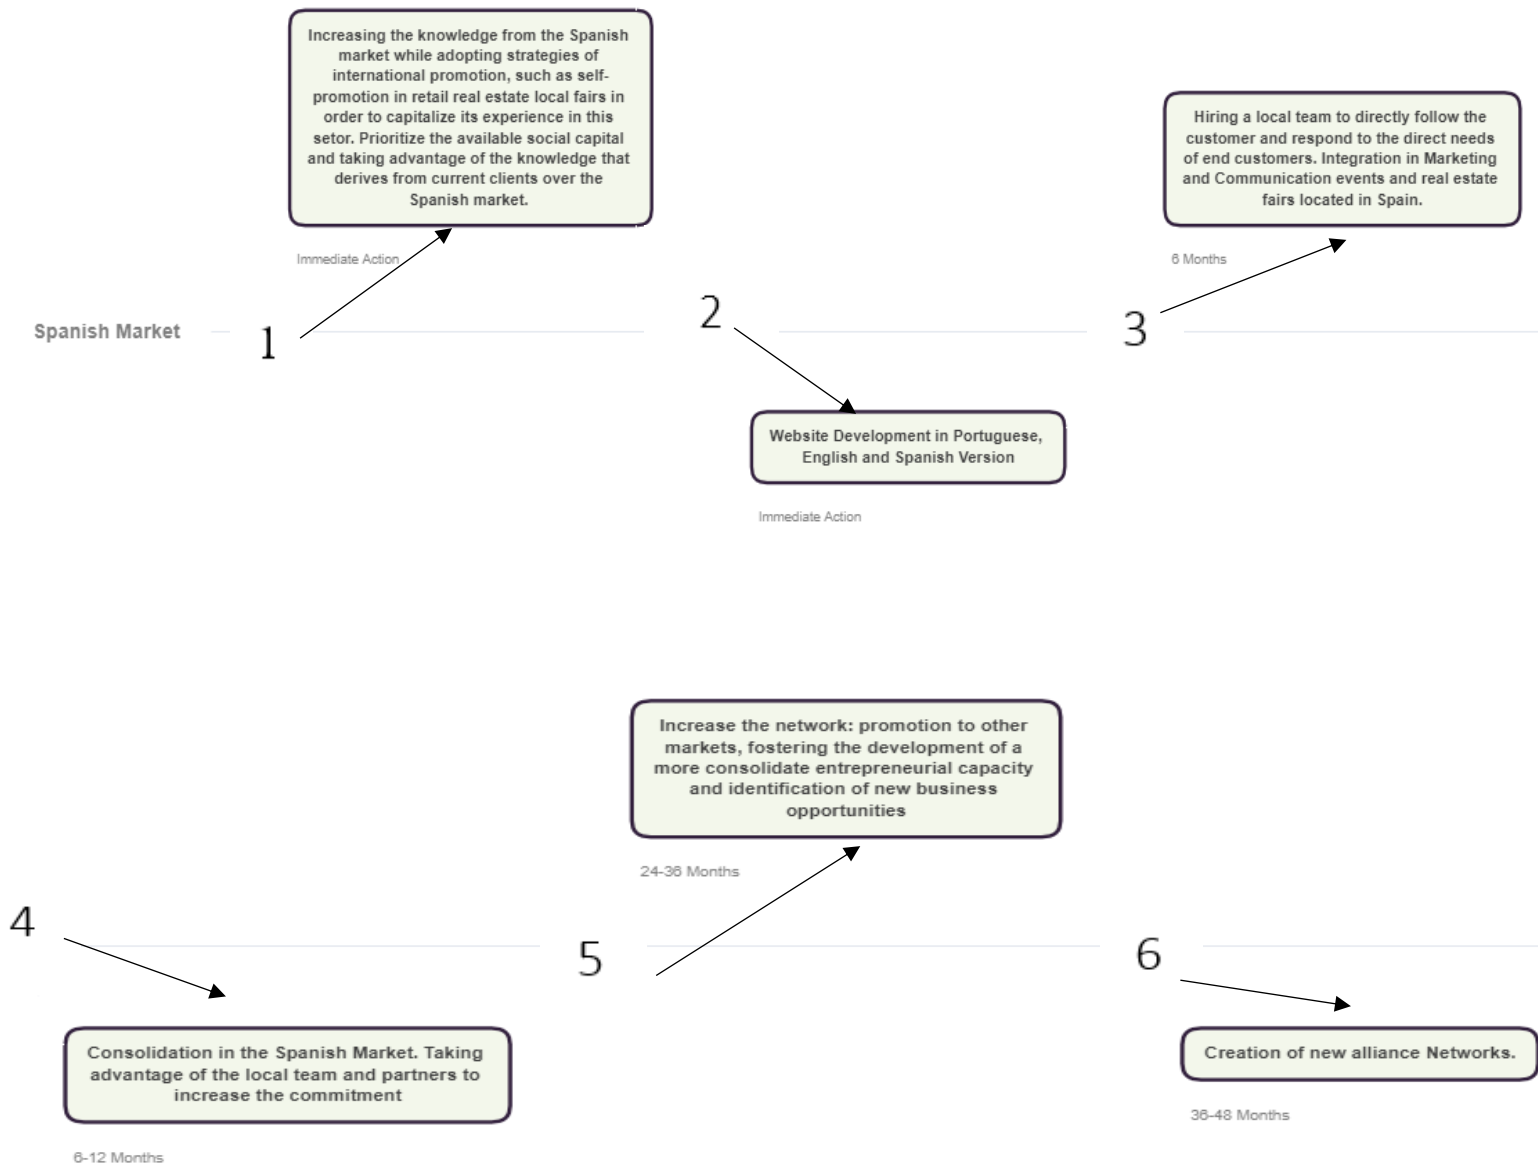 Increasing the knowledge from the Spanish
market while adopting strategies of
international promotion, such as self-
promotion in retail real estate local fairs in
order to capitalize its experience in this
setor. Prioritize the available social capital
and taking advantage of the knowledge that
derives from current clients over the
Spanish market.
Immediate Action
Hiring a local team to directly follow the
customer and respond to the direct needs
of end customers. Integration in Marketing
and Communication events and real estate
fairs located in Spain.
6 Months
Spanish Market
1
2
3
Website Development in Portuguese,
English and Spanish Version
Immediate Action
Increase the network: promotion to other
markets, fostering the development of a
more consolidate entrepreneurial capacity
and identification of new business
opportunities
24-36 Months
4
5
6
Consolidation in the Spanish Market. Taking
advantage of the local team and partners to
increase the commitment
6-12 Months
Creation of new alliance Networks.
36-48 Months